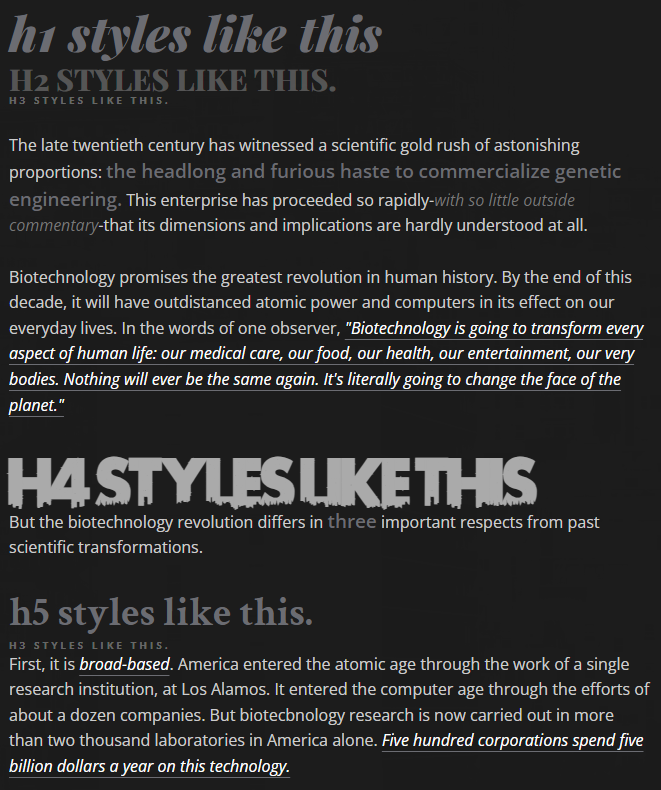 h1 styles like this
H2 STYLES LIKE THIS.
H3 STYLES LIKE THIS.
The late twentieth century has witnessed a scientific gold rush of astonishing
proportions: the headlong and furious haste to commercialize genetic
engineering. This enterprise has proceeded so rapidly-with so little outside
commentary-that its dimensions and implications are hardly understood at all.
Biotechnology promises the greatest revolution in human history. By the end of this
decade, it will have outdistanced atomic power and computers in its effect on our
everyday lives. In the words of one observer, "Biotechnology is going to transform every
aspect of human life: our medical care, our food, our health, our entertainment, our very
bodies. Nothing will ever be the same again. It's literally going to change the face of the
planet."
H4 STYLES LIKE THIS
But the biotechnology revolution differs in three important respects from past
scientific transformations.
h5 styles like this.
H3 STYLES LIKE THIS.
First, it is broad-based. America entered the atomic age through the work of a single
research institution, at Los Alamos. It entered the computer age through the efforts of
about a dozen companies. But biotecbnology research is now carried out in more
than two thousand laboratories in America alone. Five hundred corporations spend five
billion dollars a year on this technology.